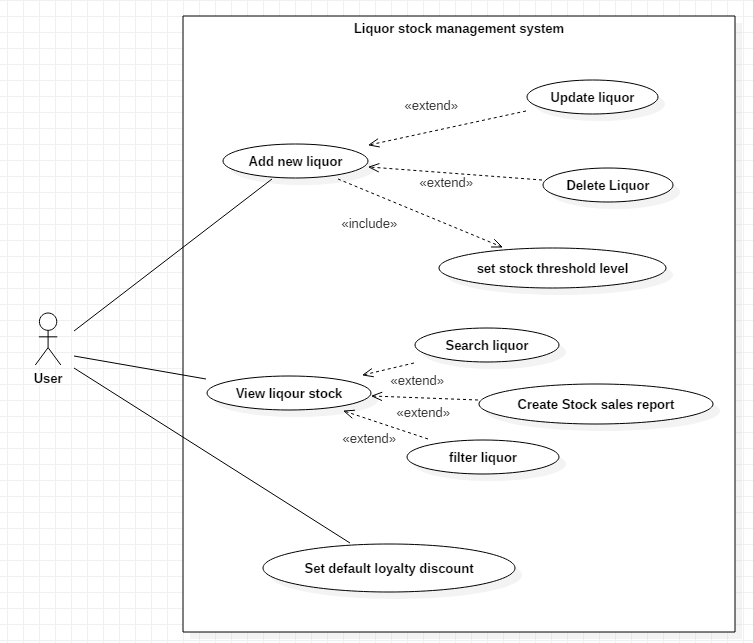 Liquor stock management system
«extend»
Update liquor
Add new liquor
«extend»
Delete Liquor
«include»
set stock threshold level
User
Search liquor
«extend»
View liqour stock
Create Stock sales report
«extend»
«extend»
filter liquor
Set default loyalty discount